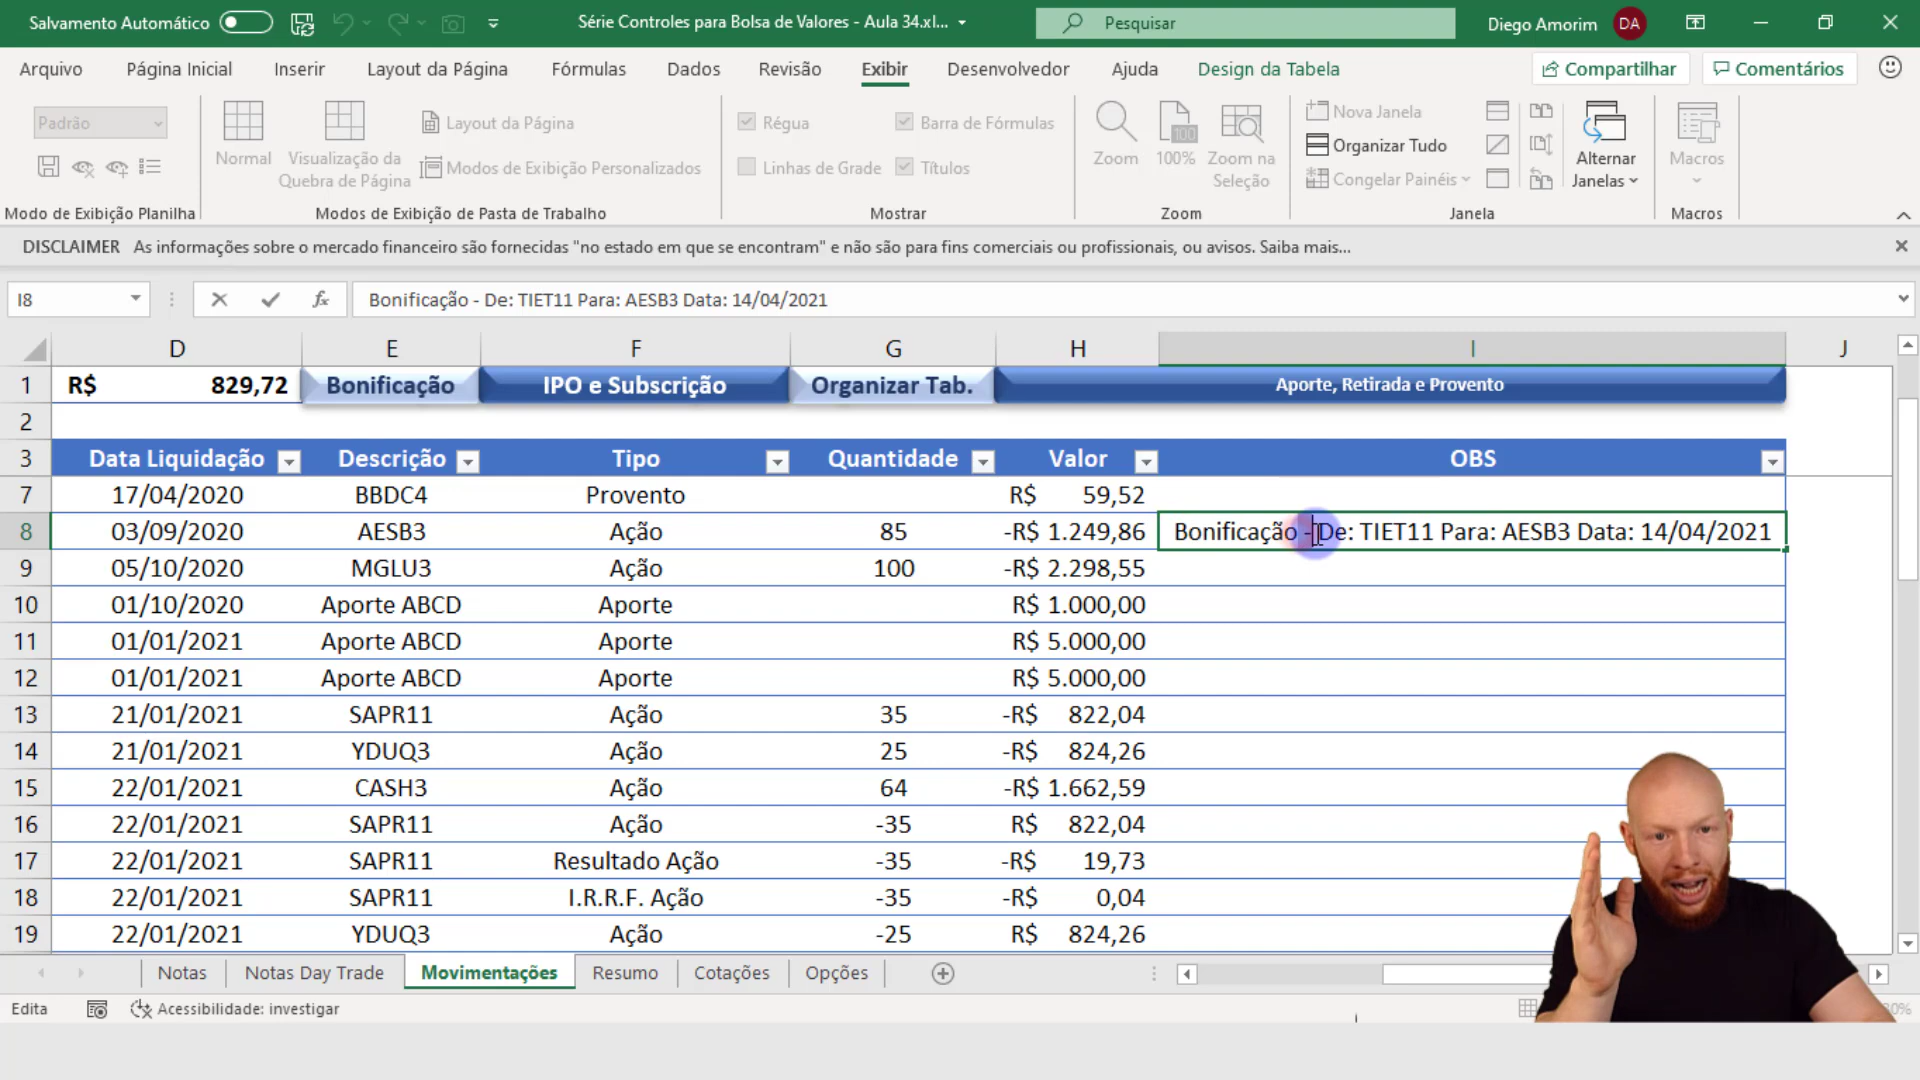 Salvamento Automático
Série Controles para Bolsa de Valores - Aula 34.xl...
Pesquisar
Diego Amorim DA
Arquivo Página Inicial Inserir Layout da Página Fórmulas Dados Revisão Exibir Desenvolvedor Ajuda Design da Tabela Compartilhar Comentários
Padrão
Normal
Visualização da Quebra de Página
Layout da Página
Modos de Exibição Personalizados
Régua Barra de Fórmulas
Linhas de Grade Títulos
Zoom 100% Zoom na Seleção
Nova Janela
Organizar Tudo
Congelar Painéis
Alternar Janelas
Macros
Modo de Exibição Planilha Modos de Exibição de Pasta de Trabalho Mostrar Zoom Janela Macros
DISCLAIMER As informações sobre o mercado financeiro são fornecidas "no estado em que se encontram" e não são para fins comerciais ou profissionais, ou avisos. Saiba mais...
I8 fx Bonificação - De: TIET11 Para: AESB3 Data: 14/04/2021
D E F G H I J
1 R$ 829,72 Bonificação IPO e Subscrição Organizar Tab. Aporte, Retirada e Provento
2
3 Data Liquidação Descrição Tipo Quantidade Valor OBS
7 17/04/2020 BBDC4 Provento R$ 59,52
8 03/09/2020 AESB3 Ação 85 -R$ 1.249,86 Bonificação - De: TIET11 Para: AESB3 Data: 14/04/2021
9 05/10/2020 MGLU3 Ação 100 -R$ 2.298,55
10 01/10/2020 Aporte ABCD Aporte R$ 1.000,00
11 01/01/2021 Aporte ABCD Aporte R$ 5.000,00
12 01/01/2021 Aporte ABCD Aporte R$ 5.000,00
13 21/01/2021 SAPR11 Ação 35 -R$ 822,04
14 21/01/2021 YDUQ3 Ação 25 -R$ 824,26
15 22/01/2021 CASH3 Ação 64 -R$ 1.662,59
16 22/01/2021 SAPR11 Ação -35 R$ 822,04
17 22/01/2021 SAPR11 Resultado Ação -35 -R$ 19,73
18 22/01/2021 SAPR11 I.R.R.F. Ação -35 -R$ 0,04
19 22/01/2021 YDUQ3 Ação -25 R$ 824,26
Notas Notas Day Trade Movimentações Resumo Cotações Opções
Edita Acessibilidade: investigar